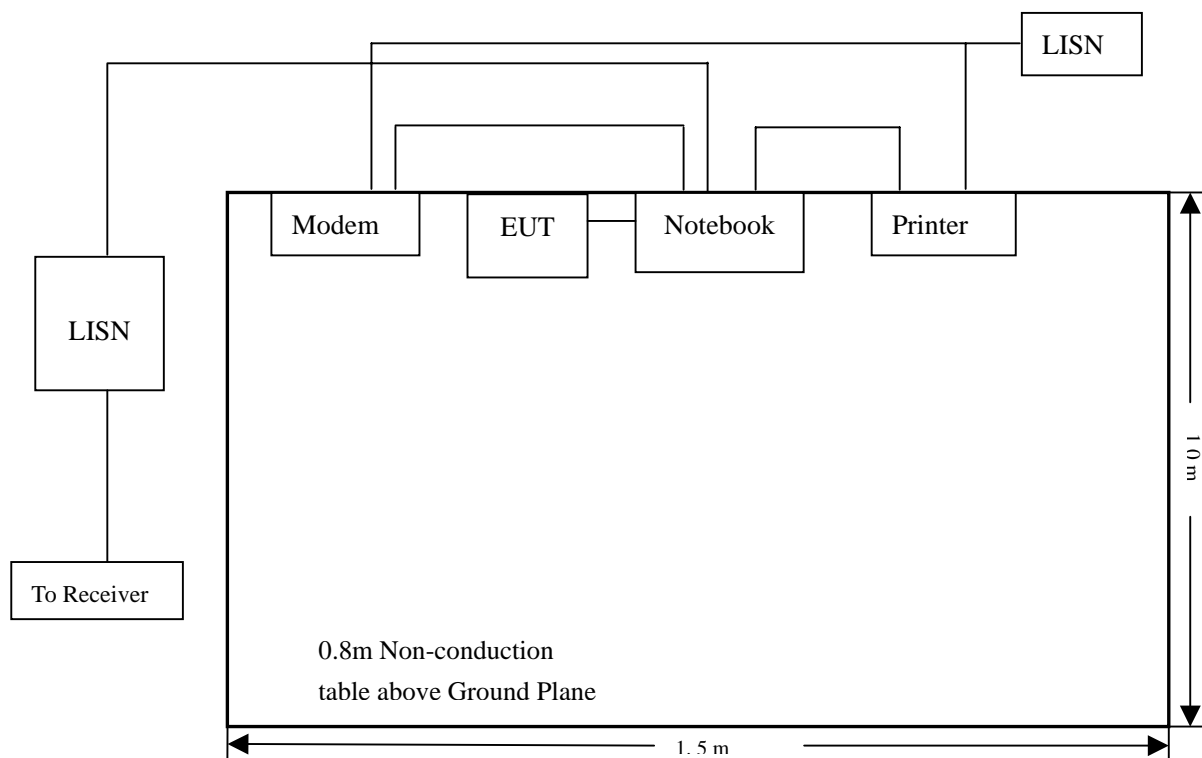 LISN
Modem
EUT
Notebook
Printer
LISN
1.0 m
To Receiver
0.8m Non-conduction
table above Ground Plane
1. 5 m